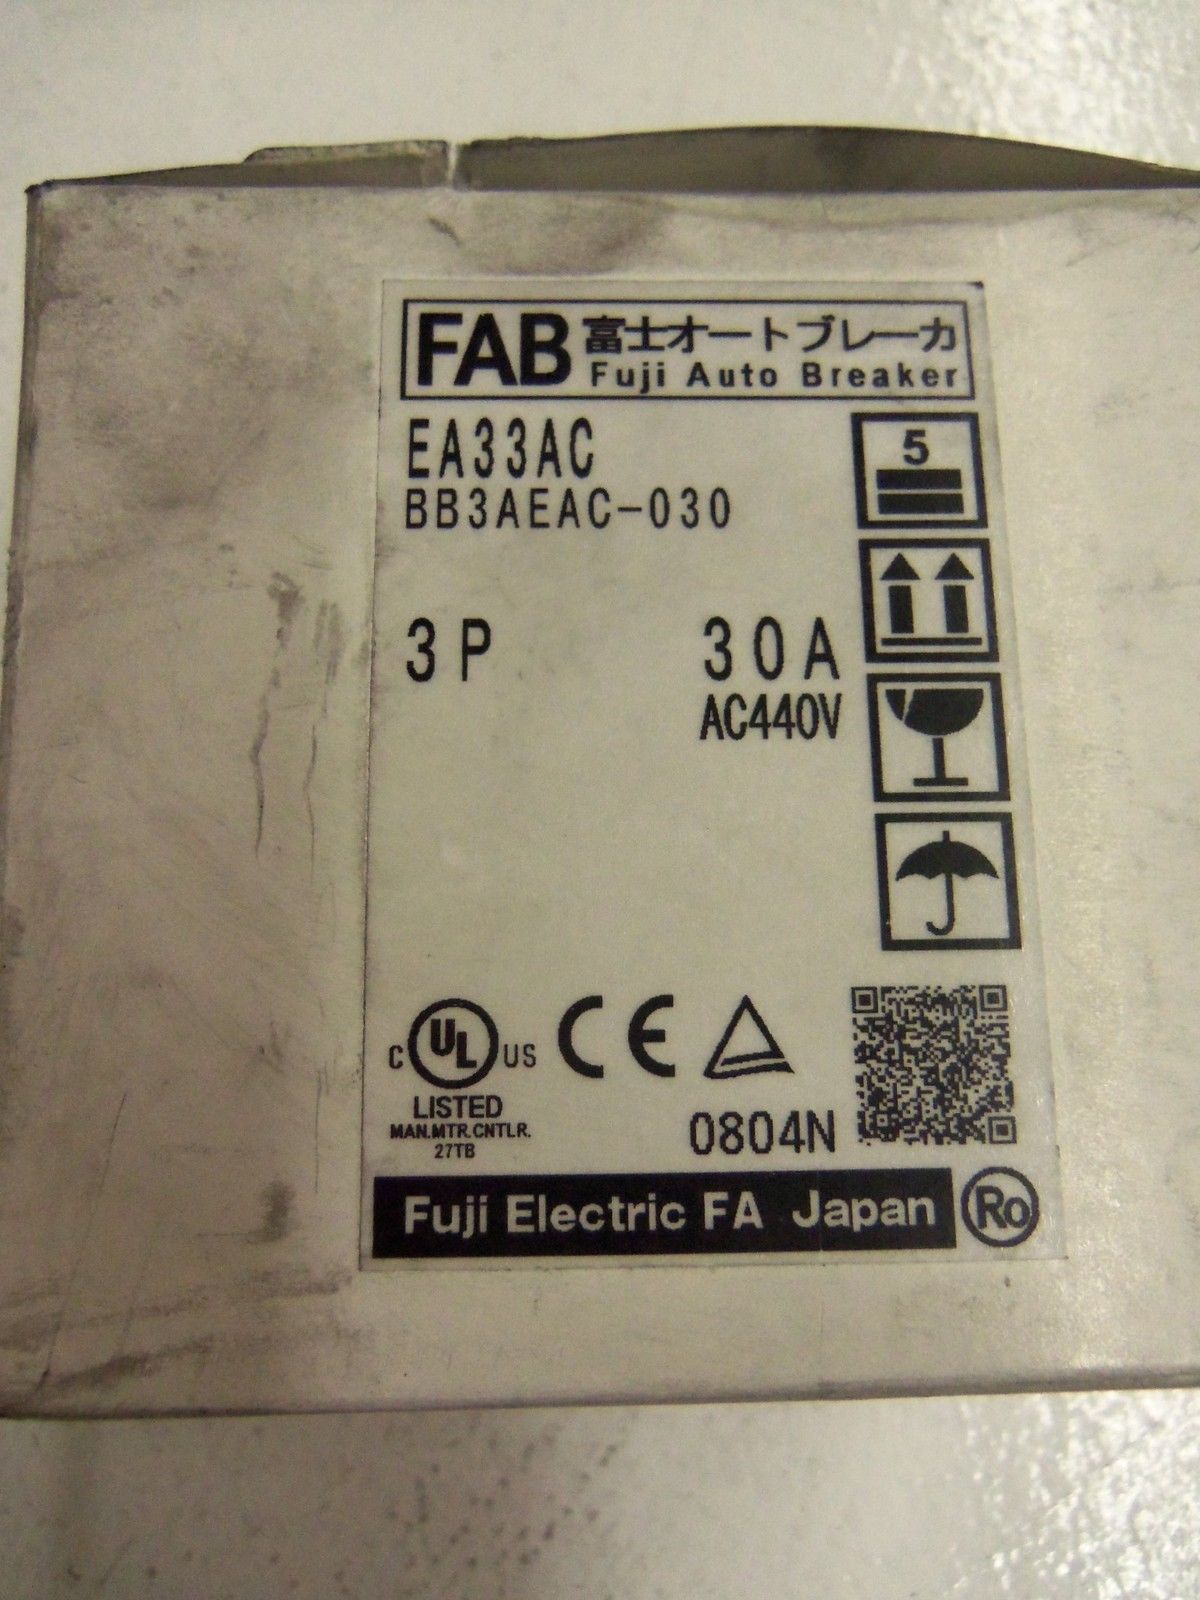 FAB 富士オートブレーカ
Fuji Auto Breaker
EA33AC
5
BB3AEAC-030
3P 30A
AC440V
C UL US CE
LISTED
MAN.MTR.CNTLR.
27TB
0804N
Fuji Electric FA Japan Ro